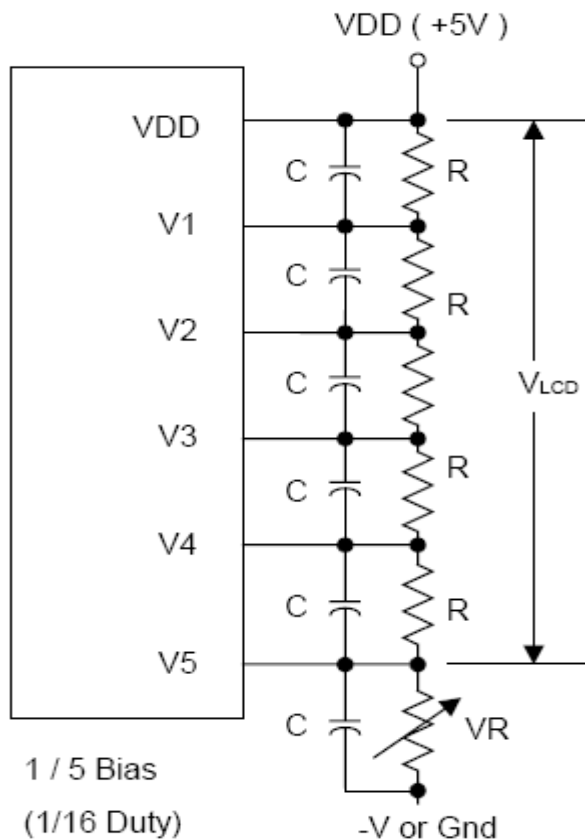 VDD ( +5V )
VDD
C
R
V1
C
R
V2
C
VLCD
V3
C
R
V4
C
R
V5
C
VR
1 / 5 Bias
(1/16 Duty)
-V or Gnd